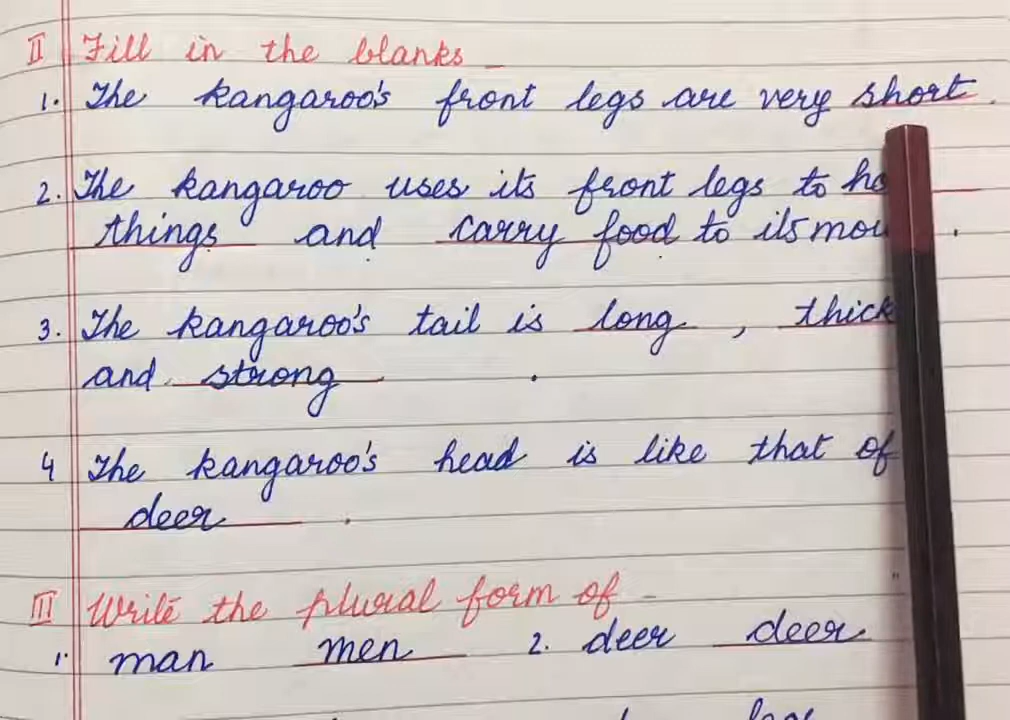 II Fill in the blanks -
1. The kangaroo's front legs are very short.
2. The kangaroo uses its front legs to
things and carry food to its
3. The kangaroo's tail is long, thick
and strong.
4 The kangaroo's head is like that of
deer.
III Write the plural form of -
1. man men 2. deer deer